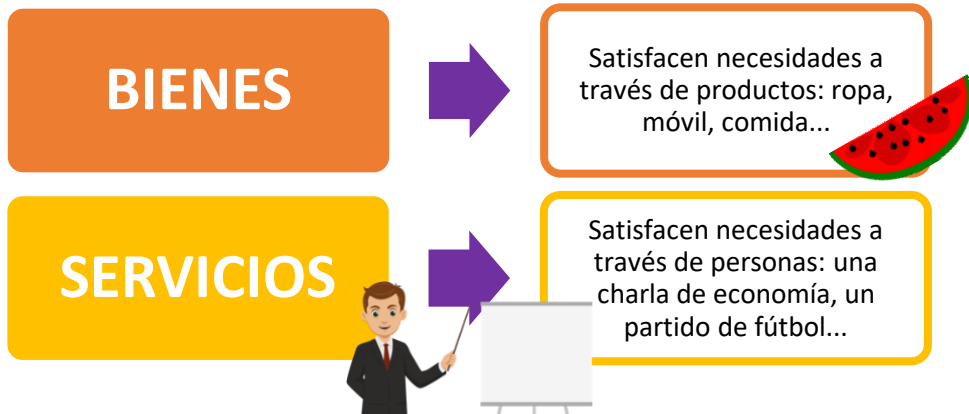 BIENES
Satisfacen necesidades a
través de productos: ropa,
móvil, comida...
SERVICIOS
Satisfacen necesidades a
través de personas: una
charla de economía, un
partido de fútbol...